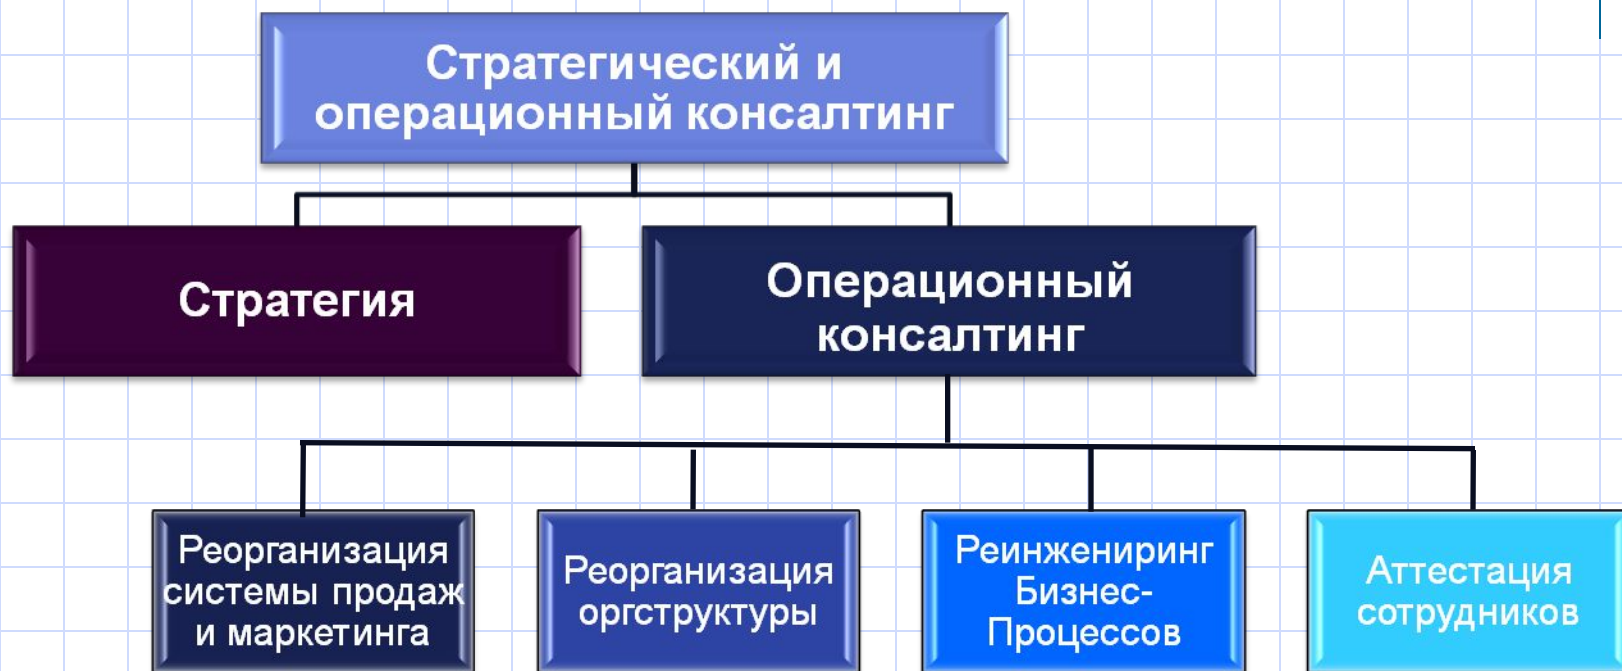 Стратегический и
операционный консалтинг
Стратегия
Операционный
консалтинг
Реорганизация
системы продаж
и маркетинга
Реорганизация
оргструктуры
Реинжениринг
Бизнес-
Процессов
Аттестация
сотрудников